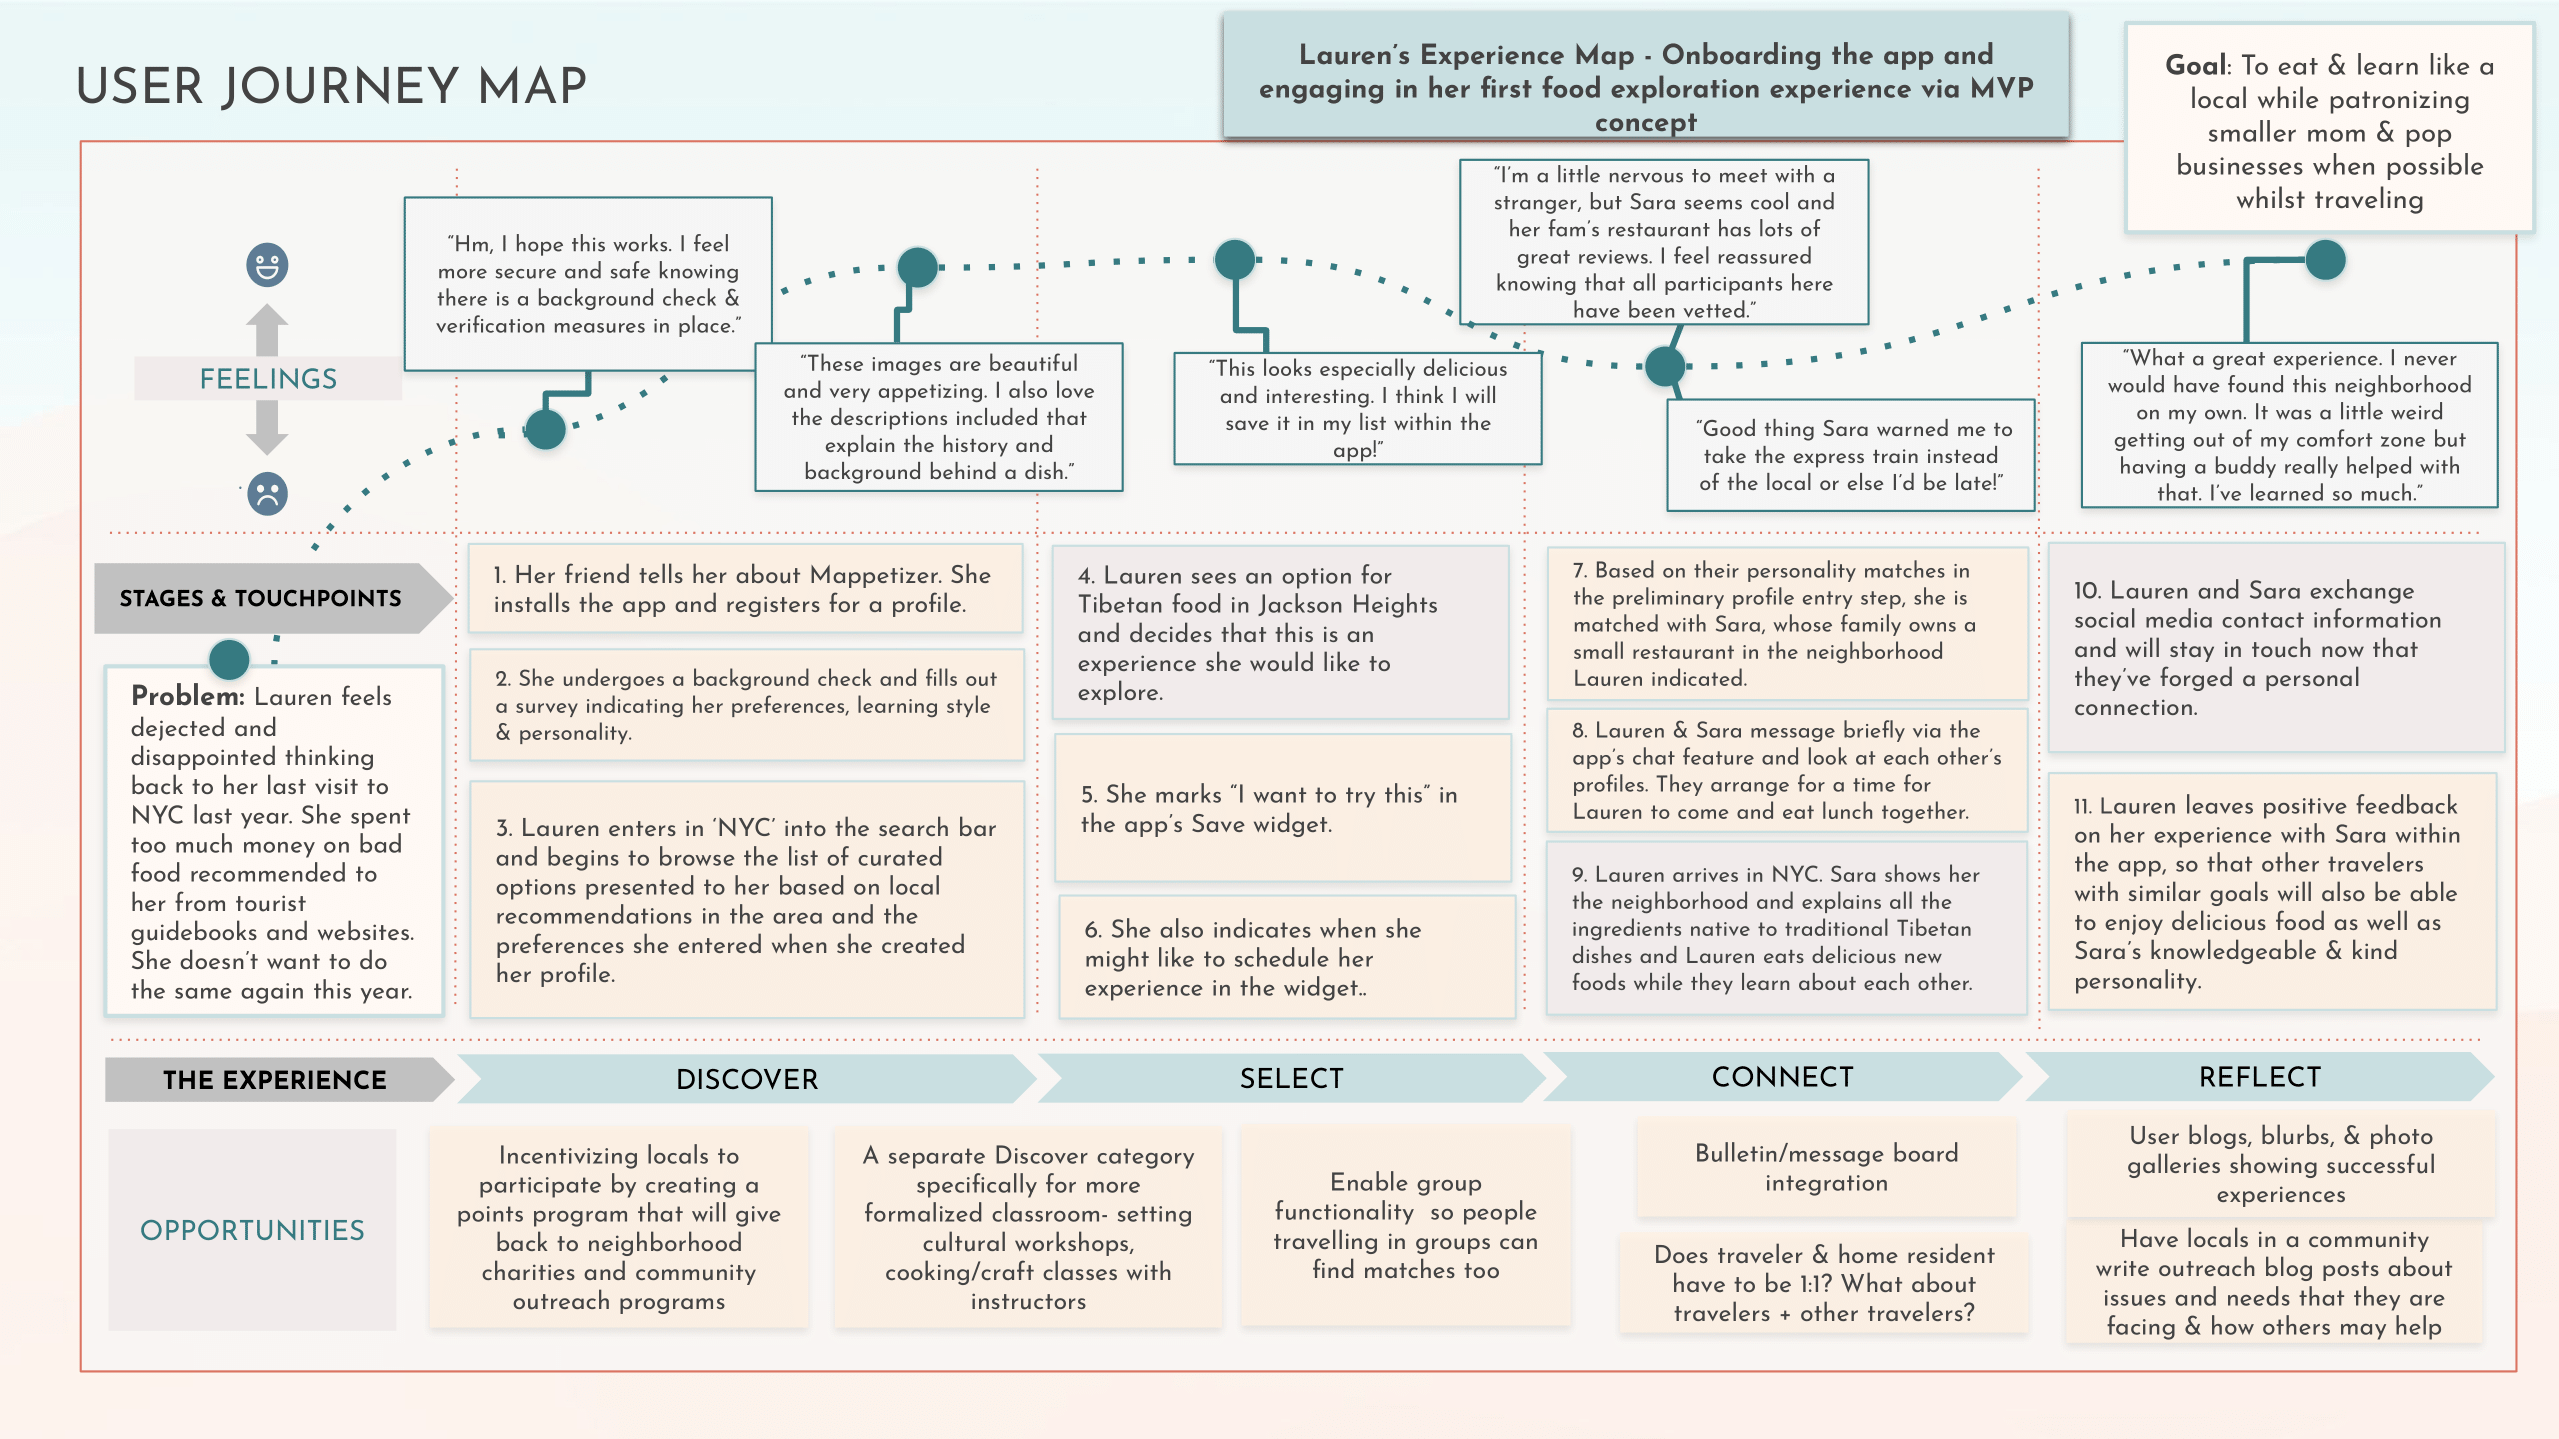 USER JOURNEY MAP
Lauren’s Experience Map - Onboarding the app and
engaging in her first food exploration experience via MVP
concept
Goal: To eat & learn like a
local while patronizing
smaller mom & pop
businesses when possible
whilst traveling
FEELINGS
“Hm, I hope this works. I feel
more secure and safe knowing
there is a background check &
verification measures in place.”
“These images are beautiful
and very appetizing. I also love
the descriptions included that
explain the history and
background behind a dish.”
“This looks especially delicious
and interesting. I think I will
save it in my list within the
app!”
“I’m a little nervous to meet with a
stranger, but Sara seems cool and
her fam’s restaurant has lots of
great reviews. I feel reassured
knowing that all participants here
have been vetted.”
“Good thing Sara warned me to
take the express train instead
of the local or else I’d be late!”
“What a great experience. I never
would have found this neighborhood
on my own. It was a little weird
getting out of my comfort zone but
having a buddy really helped with
that. I’ve learned so much.”
STAGES & TOUCHPOINTS
Problem: Lauren feels
dejected and
disappointed thinking
back to her last visit to
NYC last year. She spent
too much money on bad
food recommended to
her from tourist
guidebooks and websites.
She doesn’t want to do
the same again this year.
1. Her friend tells her about Mappetizer. She
installs the app and registers for a profile.
2. She undergoes a background check and fills out
a survey indicating her preferences, learning style
& personality.
3. Lauren enters in ‘NYC’ into the search bar
and begins to browse the list of curated
options presented to her based on local
recommendations in the area and the
preferences she entered when she created
her profile.
4. Lauren sees an option for
Tibetan food in Jackson Heights
and decides that this is an
experience she would like to
explore.
5. She marks “I want to try this” in
the app’s Save widget.
6. She also indicates when she
might like to schedule her
experience in the widget..
7. Based on their personality matches in
the preliminary profile entry step, she is
matched with Sara, whose family owns a
small restaurant in the neighborhood
Lauren indicated.
8. Lauren & Sara message briefly via the
app’s chat feature and look at each other’s
profiles. They arrange for a time for
Lauren to come and eat lunch together.
9. Lauren arrives in NYC. Sara shows her
the neighborhood and explains all the
ingredients native to traditional Tibetan
dishes and Lauren eats delicious new
foods while they learn about each other.
10. Lauren and Sara exchange
social media contact information
and will stay in touch now that
they’ve forged a personal
connection.
11. Lauren leaves positive feedback
on her experience with Sara within
the app, so that other travelers
with similar goals will also be able
to enjoy delicious food as well as
Sara’s knowledgeable & kind
personality.
THE EXPERIENCE
DISCOVER
SELECT
CONNECT
REFLECT
OPPORTUNITIES
Incentivizing locals to
participate by creating a
points program that will give
back to neighborhood
charities and community
outreach programs
A separate Discover category
specifically for more
formalized classroom- setting
cultural workshops,
cooking/craft classes with
instructors
Enable group
functionality  so people
travelling in groups can
find matches too
Bulletin/message board
integration
Does traveler & home resident
have to be 1:1? What about
travelers + other travelers?
User blogs, blurbs, & photo
galleries showing successful
experiences
Have locals in a community
write outreach blog posts about
issues and needs that they are
facing & how others may help